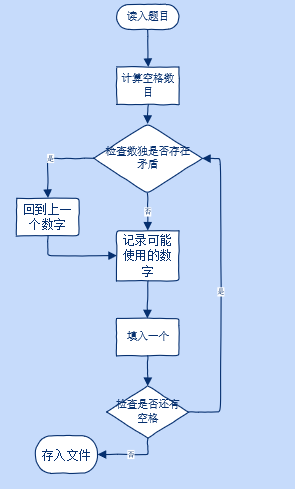 读入题目
计算空格数
目
检查数独是否存在
矛盾
是
回到上一
个数字
否
记录可能
使用的数
字
是
填入一个
检查是否还有
空格
否
存入文件